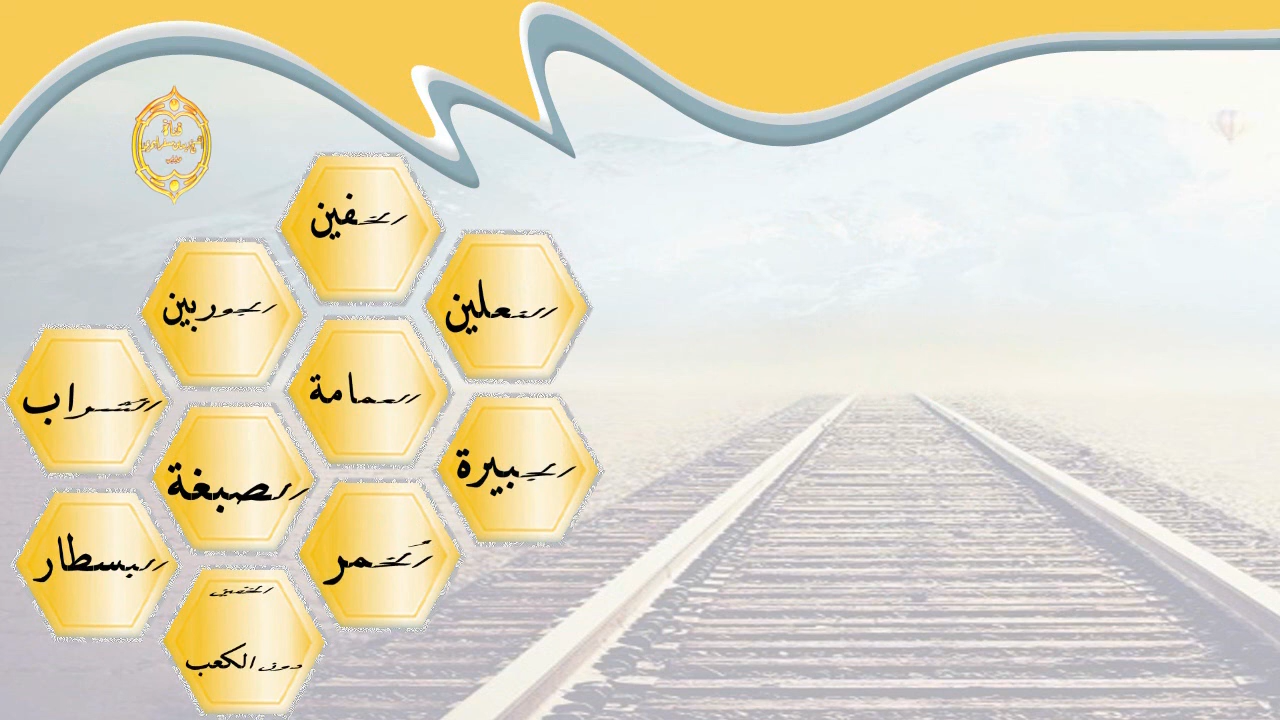 الخفين
النعلين
الجوربين
العمامة
الشراب
الجبيرة
الصبغة
الخمر
البسطار
الخفين
دون الكعب